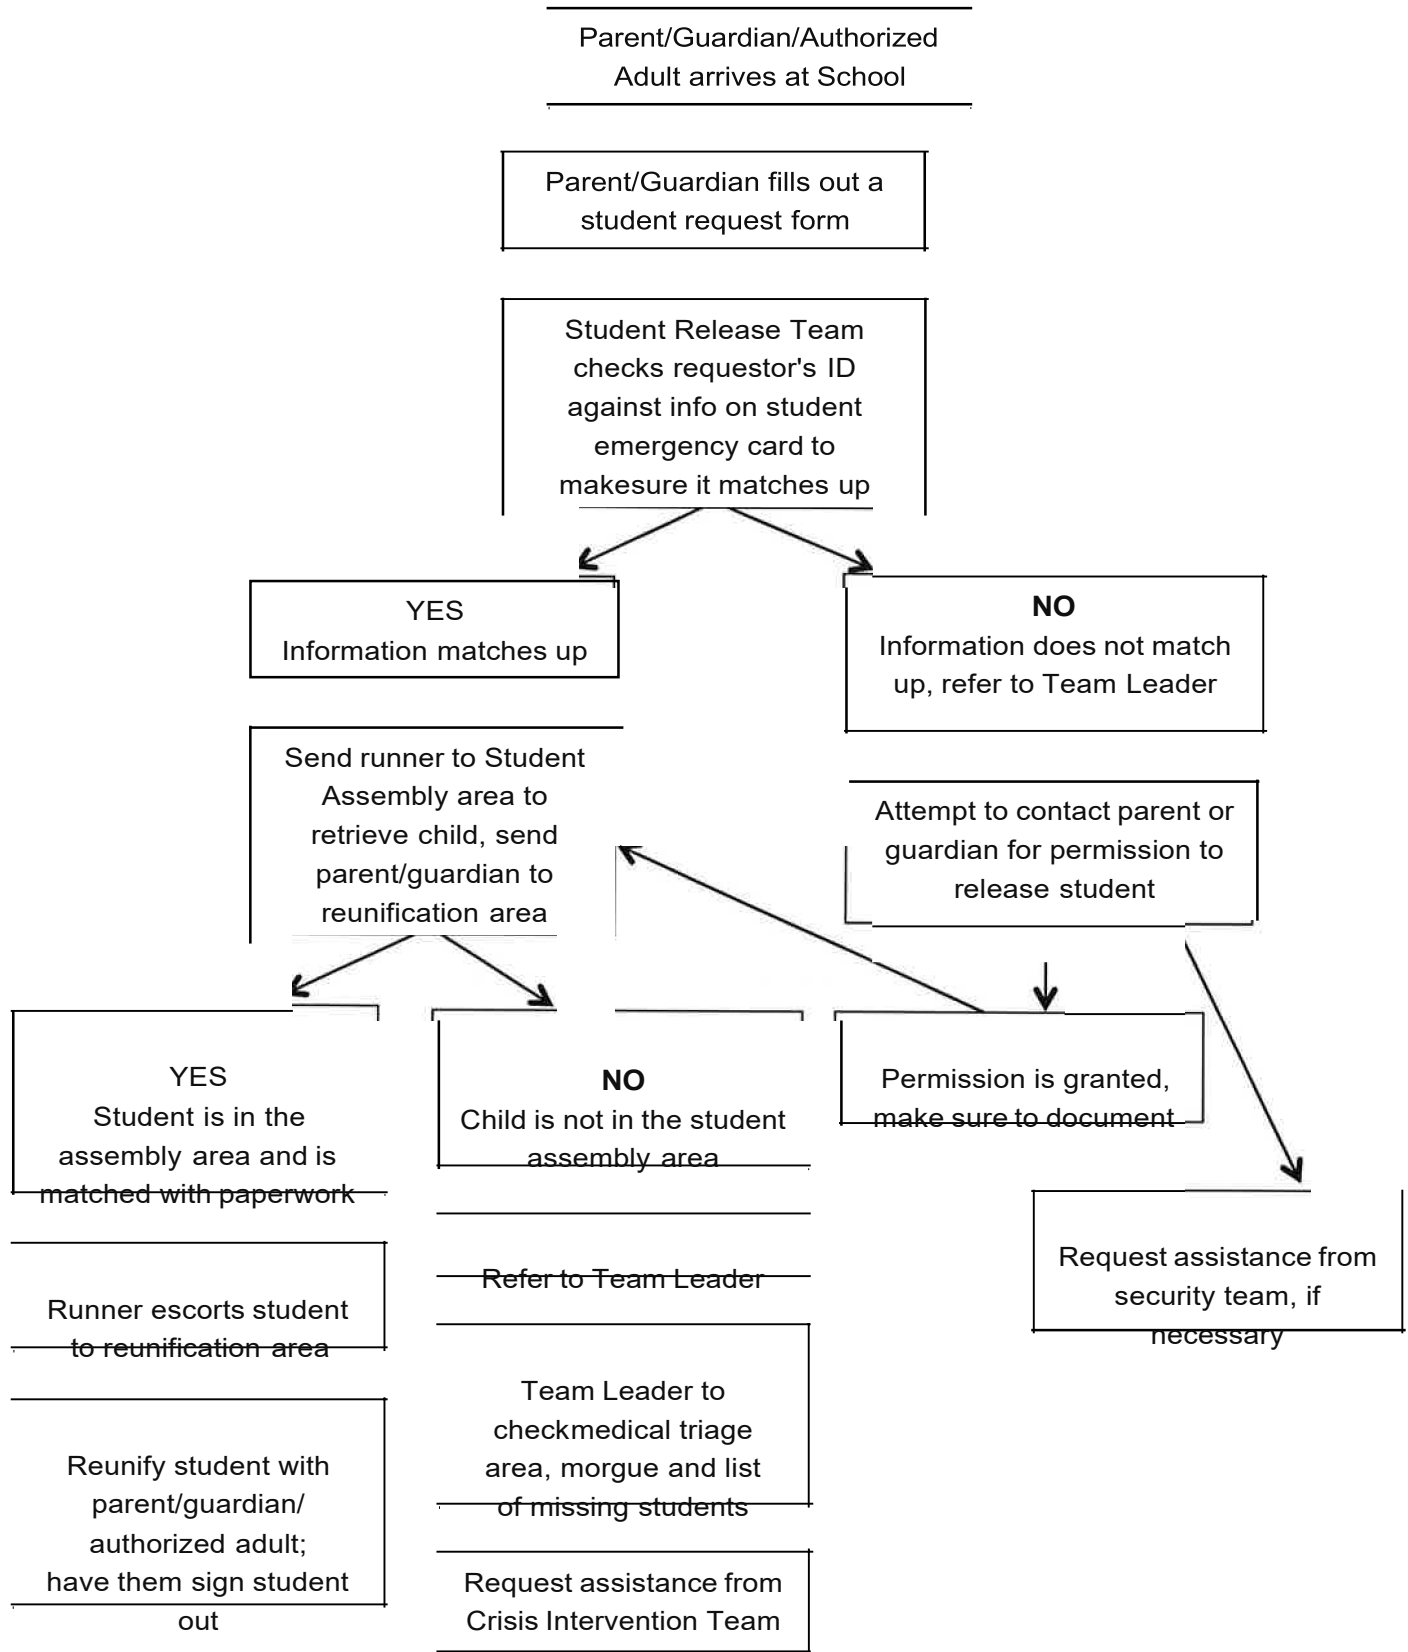 Parent/Guardian/Authorized
Adult arrives at School
Parent/Guardian fills out a
student request form
Student Release Team
checks requestor's ID
against info on student
emergency card to
makesure it matches up
YES
Information matches up
NO
Information does not match
up, refer to Team Leader
Send runner to Student
Assembly area to
retrieve child, send
parent/guardian to
reunification area
Attempt to contact parent or
guardian for permission to
release student
YES
Student is in the
assembly area and is
matched with paperwork
NO
Child is not in the student
assembly area
Permission is granted,
make sure to document
Request assistance from
security team, if
necessary
Runner escorts student
to reunification area
Refer to Team Leader
Reunify student with
parent/guardian/
authorized adult;
have them sign student
out
Team Leader to
checkmedical triage
area, morgue and list
of missing students
Request assistance from
Crisis Intervention Team